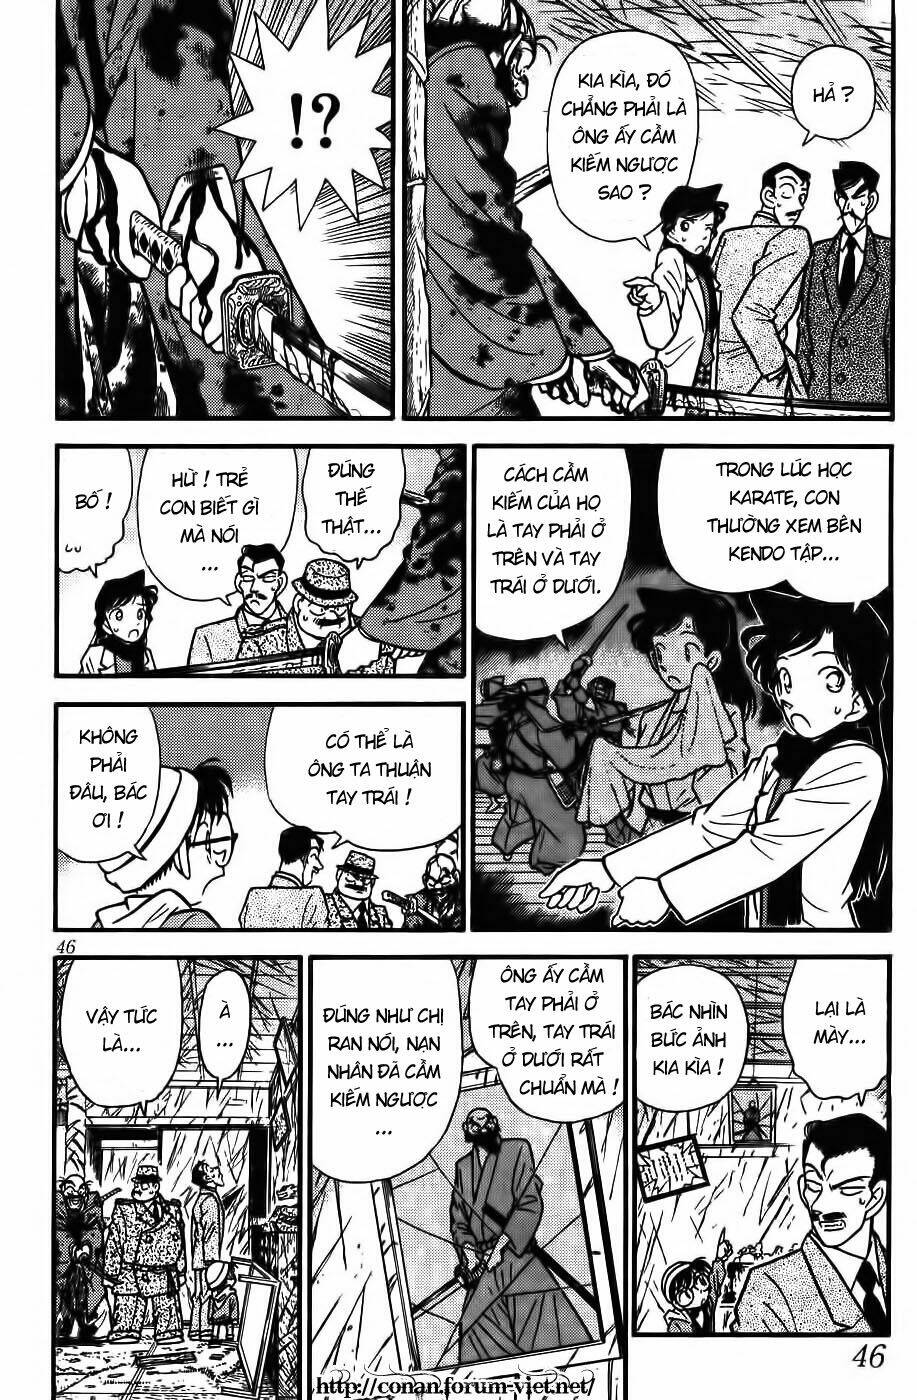 HẢ ?
KIA KÌA, ĐÓ
CHẲNG PHẢI LÀ
ÔNG ẤY CẦM
KIẾM NGƯỢC
SAO ?
!?
TRONG LÚC HỌC
KARATE, CON
THƯỜNG XEM BÊN
KENDO TẬP...
CÁCH CẦM
KIẾM CỦA HỌ
LÀ TAY PHẢI Ở
TRÊN VÀ TAY
TRÁI Ở DƯỚI.
ĐÚNG
THẾ
THẬT...
HỪ ! TRẺ
CON BIẾT GÌ
MÀ NÓI
...
BỐ !
CÓ THỂ LÀ
ÔNG TA THUẬN
TAY TRÁI !
KHÔNG
PHẢI
ĐÂU, BÁC
ƠI !
46
LẠI LÀ
MÀY...
BÁC NHÌN
BỨC ẢNH
KIA KÌA !
ÔNG ẤY CẦM
TAY PHẢI Ở
TRÊN, TAY TRÁI
Ở DƯỚI RẤT
CHUẨN MÀ !
ĐÚNG NHƯ CHỊ
RAN NÓI, NẠN
NHÂN ĐÃ CẦM
KIẾM NGƯỢC
...
À
...
VẬY TỨC
LÀ...
46
http://conan.forum-viet.net/